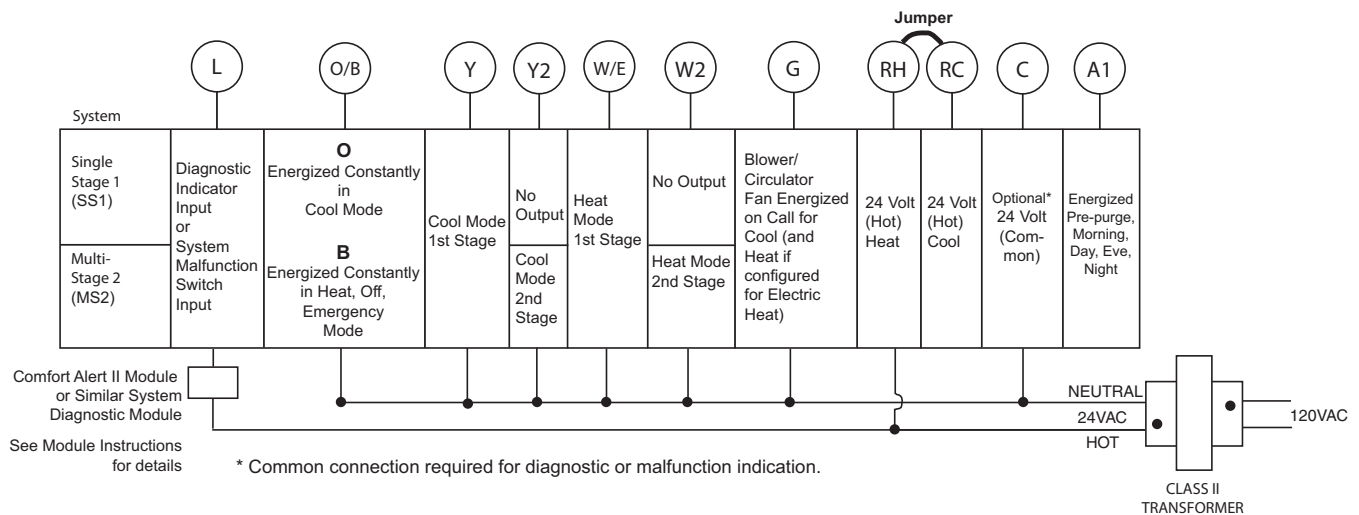 Jumper
L
O/B
Y
Y2
W/E
W2
G
RH
RC
C
A1
System
Single
Stage 1
(SS1)
Multi-
Stage 2
(MS2)
Diagnostic
Indicator
Input
or
System
Malfunction
Switch
Input
O
Energized Constantly
in
Cool Mode
B
Energized Constantly
in Heat, Off,
Emergency
Mode
Cool Mode
1st Stage
No
Output
Cool
Mode
2nd
Stage
Heat
Mode
1st Stage
No Output
Heat Mode
2nd Stage
Blower/
Circulator
Fan Energized
on Call for
Cool (and
Heat if
configured
for Electric
Heat)
24 Volt
(Hot)
Heat
24 Volt
(Hot)
Cool
Optional*
24 Volt
(Com-
mon)
Energized
Pre-purge,
Morning,
Day, Eve,
Night
Comfort Alert II Module
or Similar System
Diagnostic Module
See Module Instructions
for details
NEUTRAL
24VAC
HOT
120VAC
* Common connection required for diagnostic or malfunction indication.
CLASS II
TRANSFORMER